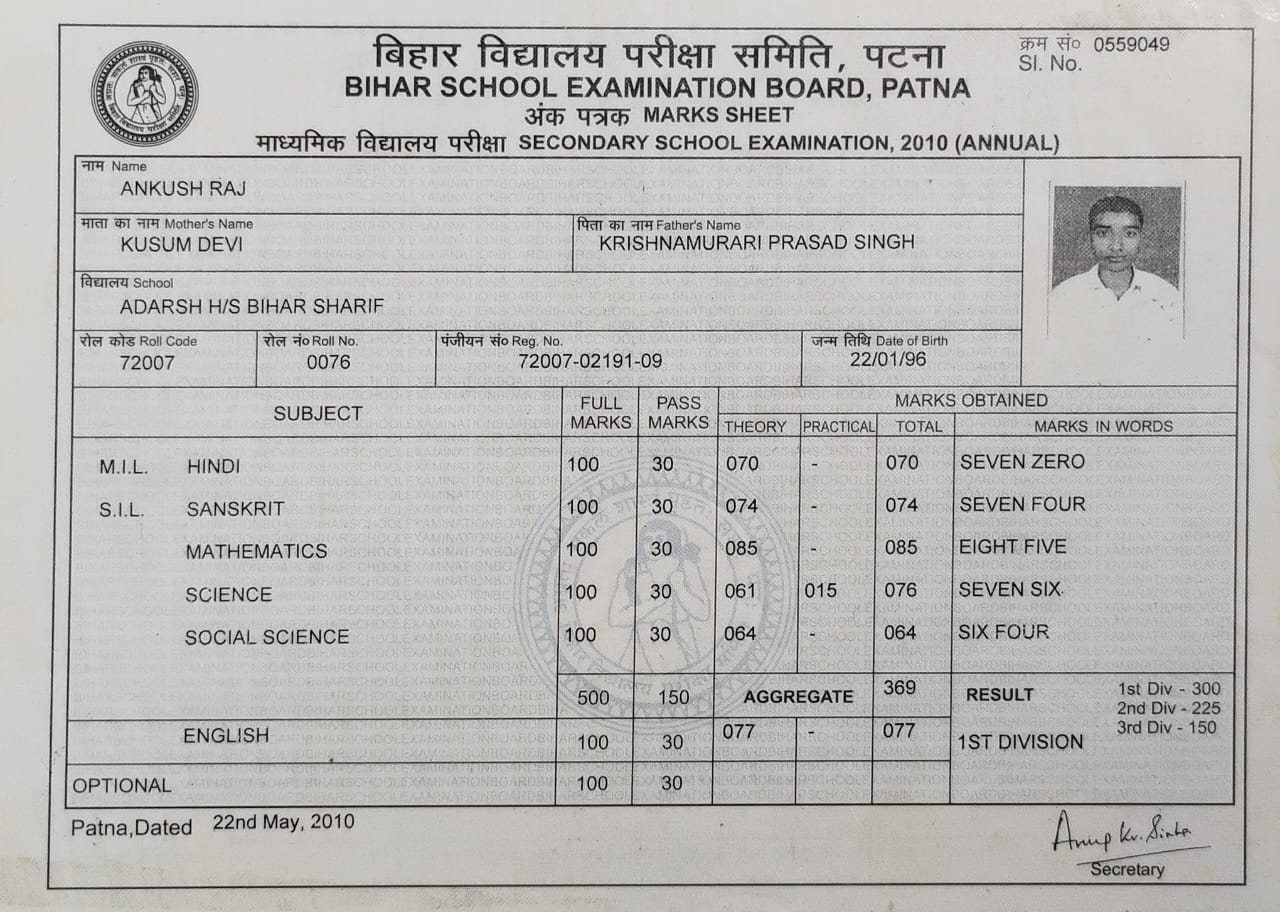 बिहार विद्यालय परीक्षा समिति, पटना
क्रम सं० 0559049
Sl. No.
BIHAR SCHOOL EXAMINATION BOARD, PATNA
अंक पत्रक MARKS SHEET
माध्यमिक विद्यालय परीक्षा SECONDARY SCHOOL EXAMINATION, 2010 (ANNUAL)
नाम Name
ANKUSH RAJ
माता का नाम Mother's Name
KUSUM DEVI
पिता का नाम Father's Name
KRISHNAMURARI PRASAD SINGH
विद्यालय School
ADARSH H/S BIHAR SHARIF
रोल कोड Roll Code
72007
रोल नं० Roll No.
0076
पंजीयन सं० Reg. No.
72007-02191-09
जन्म तिथि Date of Birth
22/01/96
SUBJECT
FULL MARKS
PASS MARKS
MARKS OBTAINED
THEORY PRACTICAL TOTAL MARKS IN WORDS
M.I.L. HINDI 100 30 070 - 070 SEVEN ZERO
S.I.L. SANSKRIT 100 30 074 - 074 SEVEN FOUR
MATHEMATICS 100 30 085 - 085 EIGHT FIVE
SCIENCE 100 30 061 015 076 SEVEN SIX
SOCIAL SCIENCE 100 30 064 - 064 SIX FOUR
500 150 AGGREGATE 369 RESULT
1st Div - 300
2nd Div - 225
3rd Div - 150
ENGLISH 100 30 077 - 077 1ST DIVISION
OPTIONAL 100 30
Patna,Dated 22nd May, 2010
Anup Kr. Sinha
Secretary